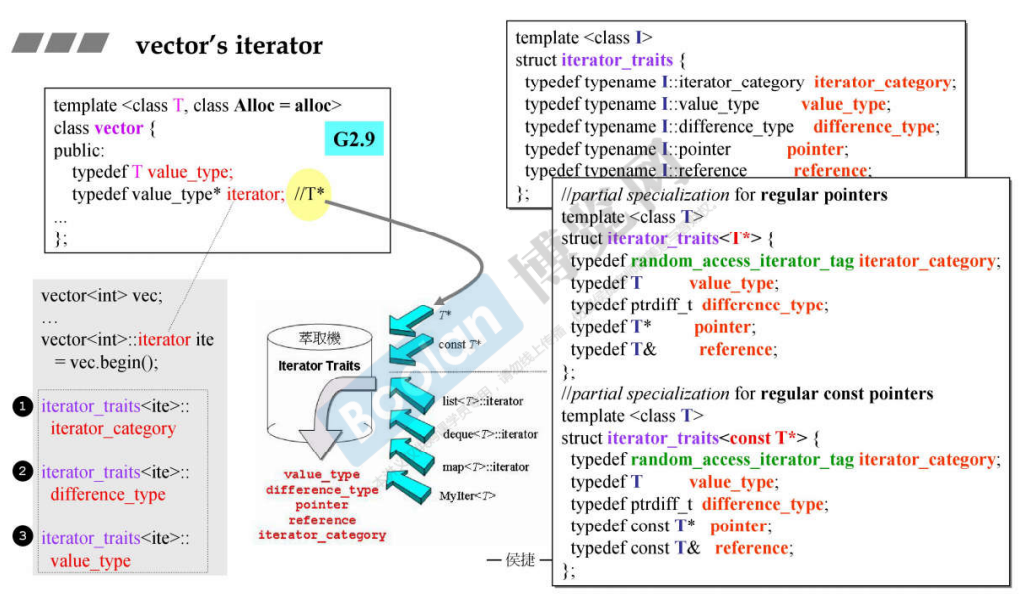 vector's iterator
template <class T, class Alloc = alloc>
class vector {
public:
typedef T value_type;
typedef value_type* iterator; //T*
...
};
G2.9
vector<int> vec;
…
vector<int>::iterator ite
= vec.begin();
1 iterator_traits<ite>::
iterator_category
2 iterator_traits<ite>::
difference_type
3 iterator_traits<ite>::
value_type
萃取機
Iterator Traits
value_type
difference_type
pointer
reference
iterator_category
T*
const T*
list<T>::iterator
deque<T>::iterator
map<T>::iterator
MyIter<T>
template <class I>
struct iterator_traits {
typedef typename I::iterator_category iterator_category;
typedef typename I::value_type value_type;
typedef typename I::difference_type difference_type;
typedef typename I::pointer pointer;
typedef typename I::reference reference;
};
//partial specialization for regular pointers
template <class T>
struct iterator_traits<T*> {
typedef random_access_iterator_tag iterator_category;
typedef T value_type;
typedef ptrdiff_t difference_type;
typedef T* pointer;
typedef T& reference;
};
//partial specialization for regular const pointers
template <class T>
struct iterator_traits<const T*> {
typedef random_access_iterator_tag iterator_category;
typedef T value_type;
typedef ptrdiff_t difference_type;
typedef const T* pointer;
typedef const T& reference;
};
— 侯捷 —
Boolan
博览网